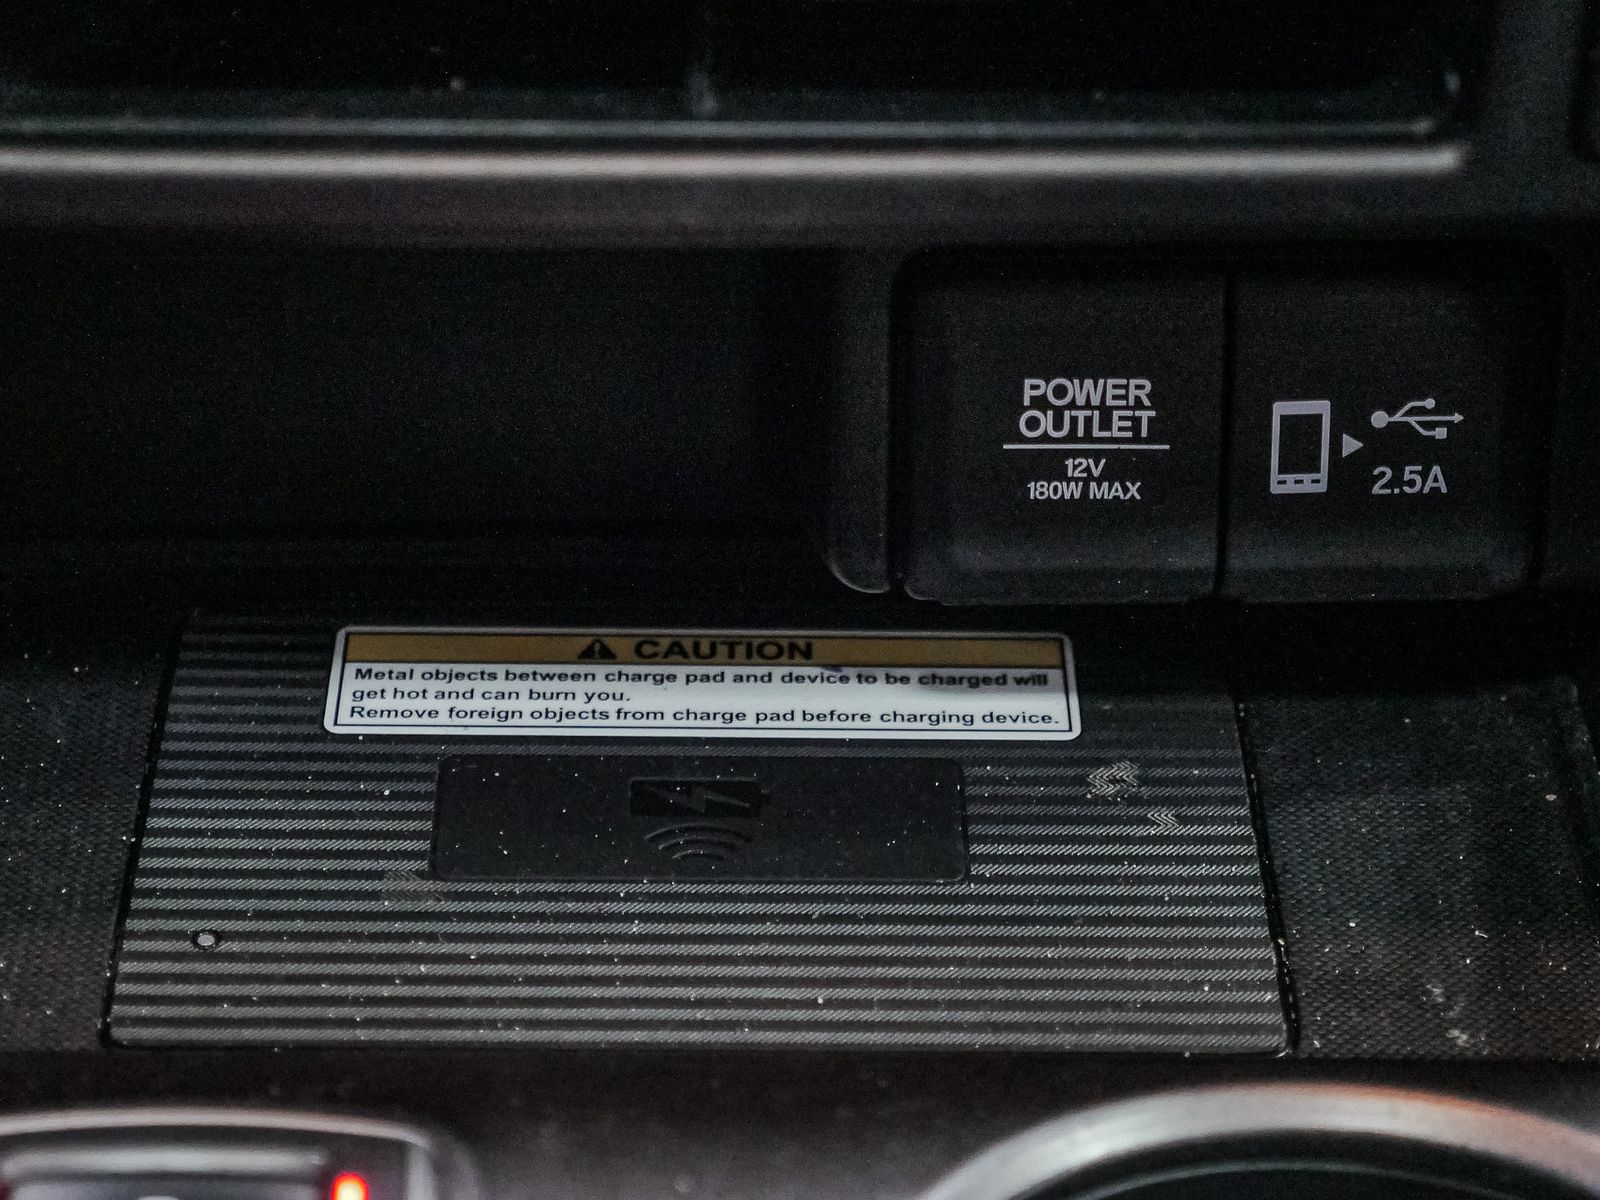 POWER
OUTLET
12V
180W MAX
2.5A
CAUTION
Metal objects between charge pad and device to be charged will
get hot and can burn you.
Remove foreign objects from charge pad before charging device.